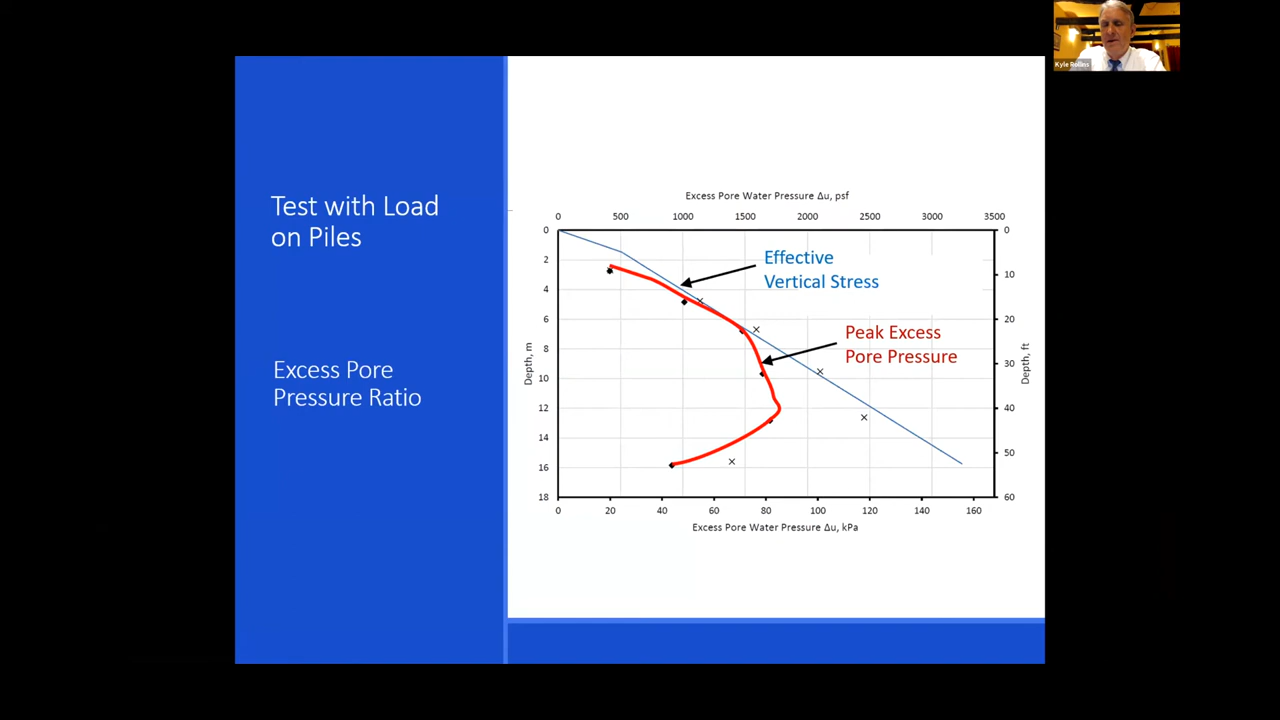 Kyle Rollins
Test with Load
on Piles
Excess Pore
Pressure Ratio
Excess Pore Water Pressure Δu, psf
0 500 1000 1500 2000 2500 3000 3500
Effective
Vertical Stress
Peak Excess
Pore Pressure
Depth, m
0
2
4
6
8
10
12
14
16
18
Depth, ft
0
10
20
30
40
50
60
0 20 40 60 80 100 120 140 160
Excess Pore Water Pressure Δu, kPa